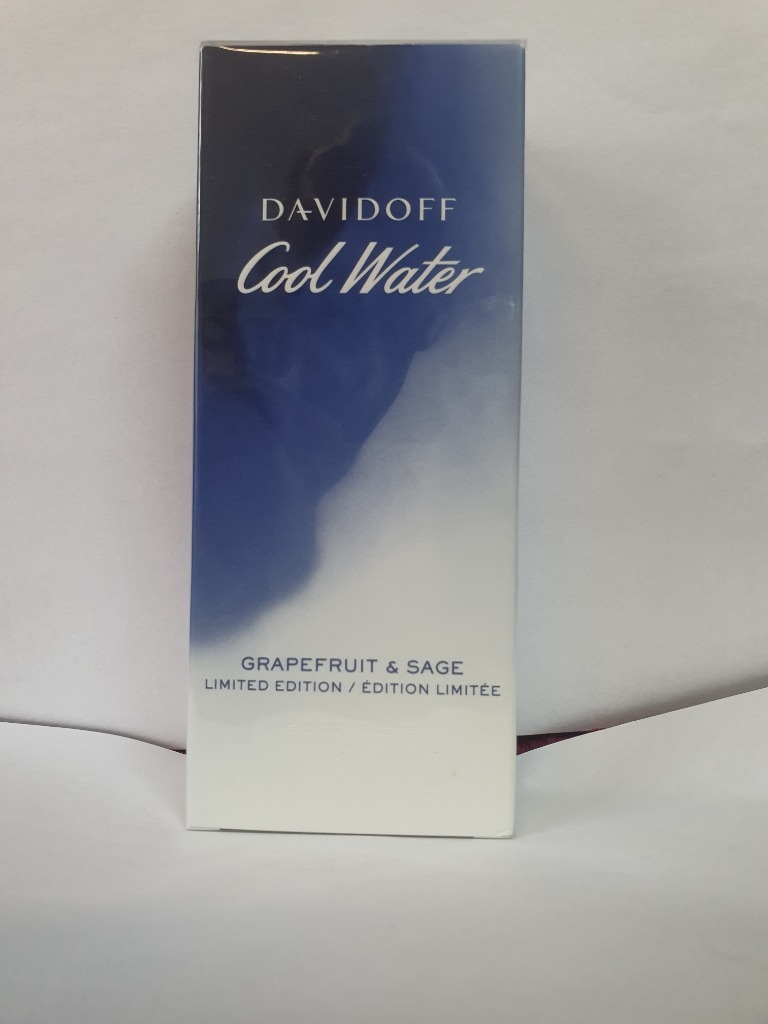 DAVIDOFF
Cool Water
GRAPEFRUIT & SAGE
LIMITED EDITION / ÉDITION LIMITÉE